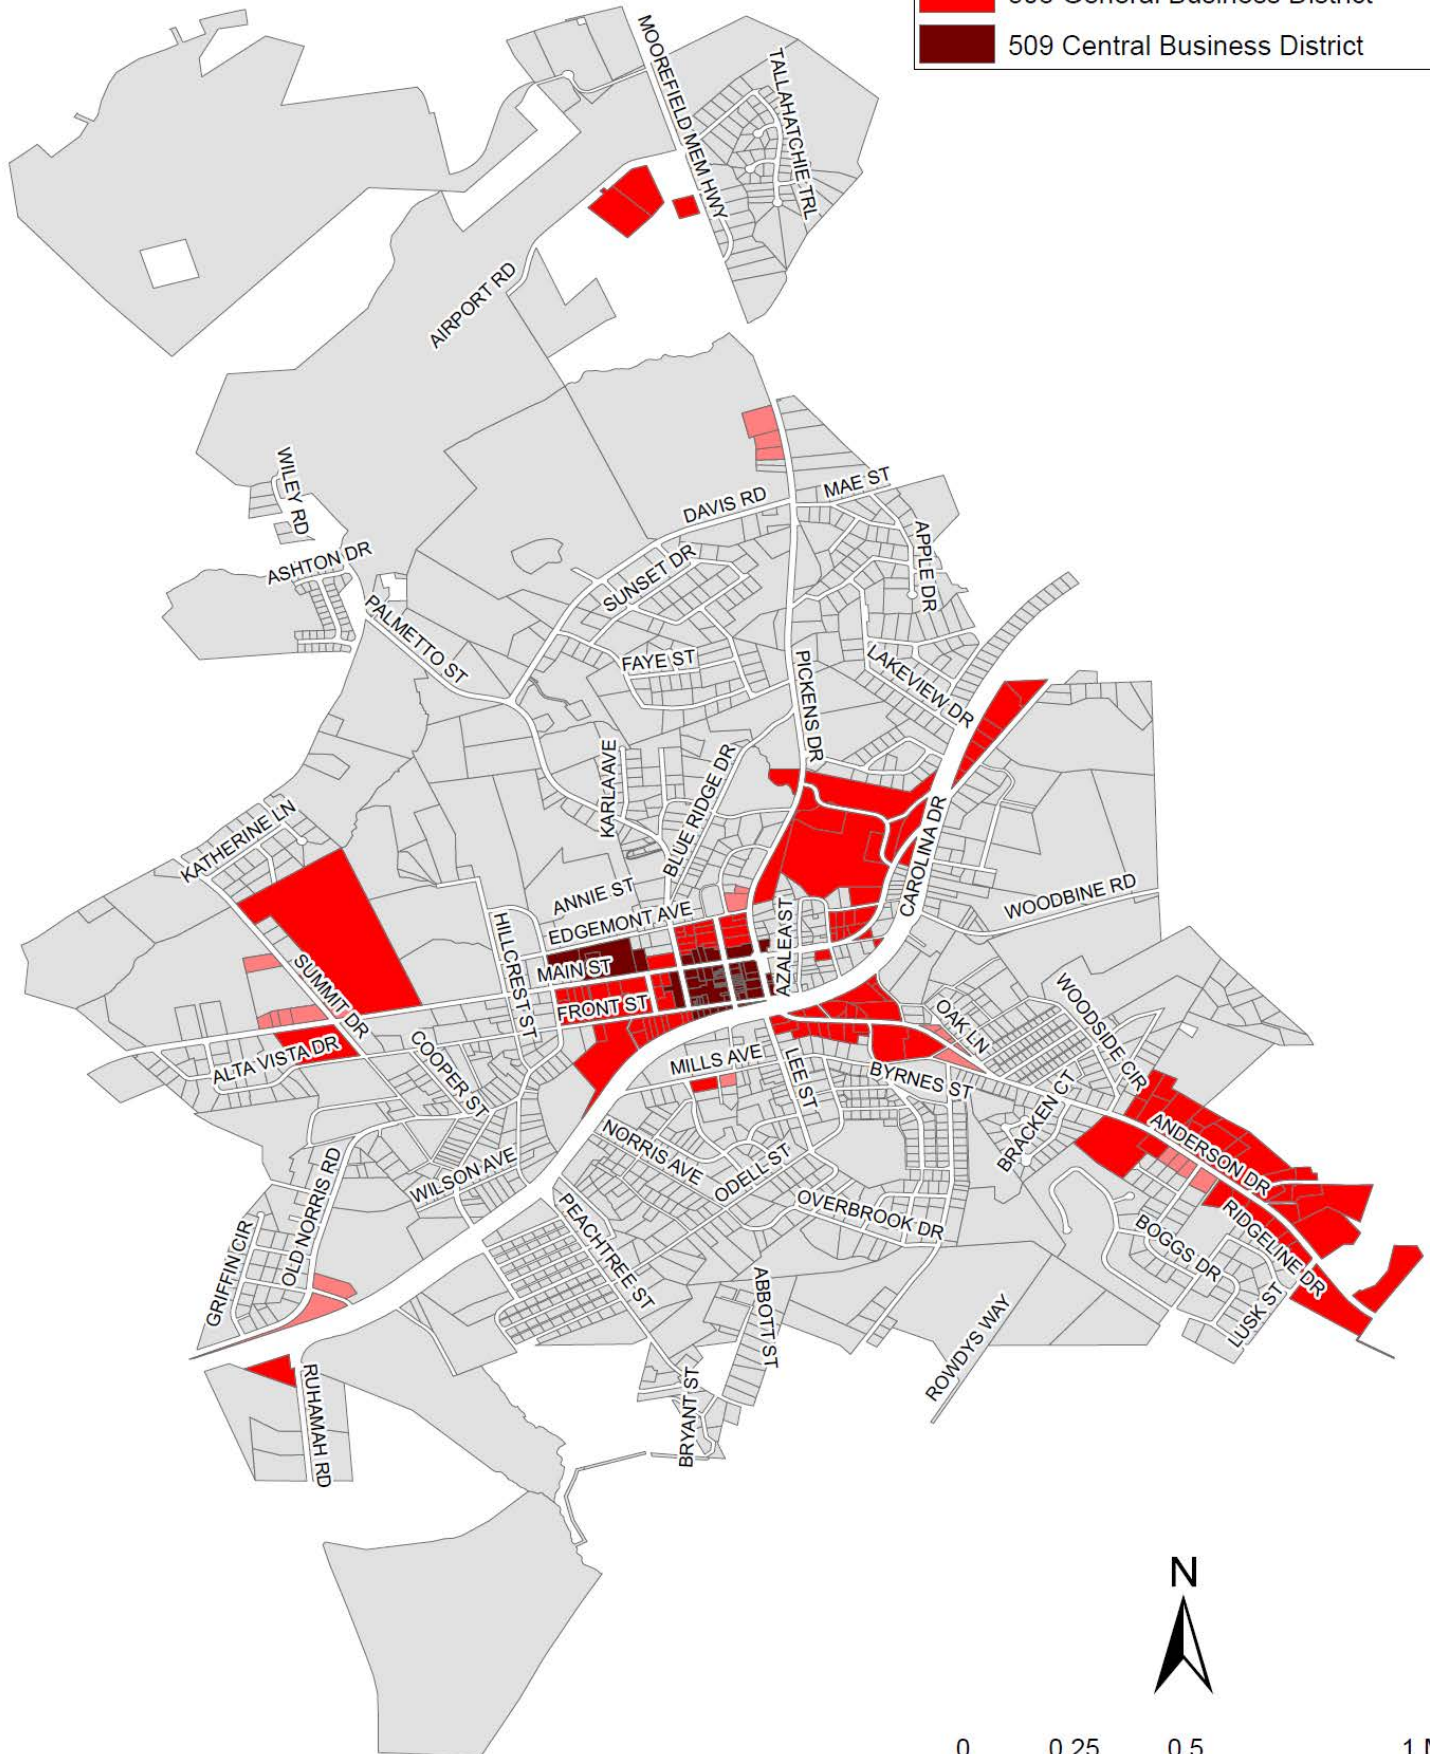 General Business District
509 Central Business District
MOOREFIELD MEM HWY
TALLAHATCHIE TRL
AIRPORT RD
WILEY RD
DAVIS RD
MAE ST
ASHTON DR
SUNSET DR
APPLE DR
PALMETTO ST
FAYE ST
PICKENS DR
LAKEVIEW DR
KARLA AVE
BLUE RIDGE DR
KATHERINE LN
CAROLINA DR
ANNIE ST
WOODBINE RD
EDGEMONT AVE
AZALEA ST
HILLCREST ST
MAIN ST
SUMMIT DR
FRONT ST
OAK LN
WOODSIDE CIR
ALTA VISTA DR
COOPER ST
MILLS AVE
LEE ST
BYRNES ST
BRACKEN CT
ANDERSON DR
NORRIS AVE
ODELL ST
WILSON AVE
OLD NORRIS RD
OVERBROOK DR
PEACHTREE ST
GRIFFIN CIR
BOGGS DR
RIDGELINE DR
ABBOTT ST
LUSK ST
ROWDYS WAY
RUHAMAH RD
BRYANT ST
N
0 0.25 0.5 1